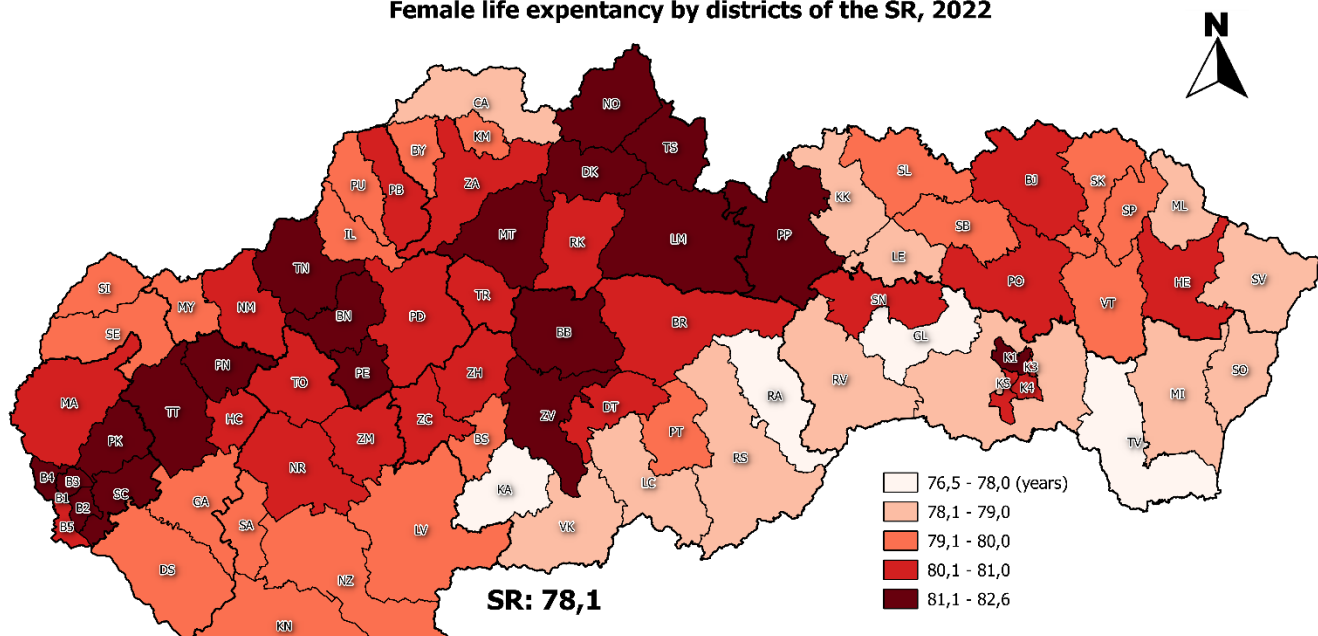 Female life expentancy by districts of the SR, 2022
N
NO
CA
KM
TS
BY
DK
PU
PB
ZA
SL
BJ
SK
KK
SP
ML
IL
MT
RK
LM
PP
SB
LE
TN
PO
HE
SV
SI
MY
NM
BN
PD
TR
SN
VT
SE
BB
BR
GL
PN
PE
ZH
K1
K3
TO
RV
K5
K4
SO
MA
TT
HC
ZC
ZV
DT
RA
MI
PK
ZM
BS
PT
TV
NR
RS
B4
B3
B1
B2
SC
KA
LC
B5
GA
SA
LV
VK
DS
NZ
KN
76,5 - 78,0 (years)
78,1 - 79,0
79,1 - 80,0
80,1 - 81,0
81,1 - 82,6
SR: 78,1